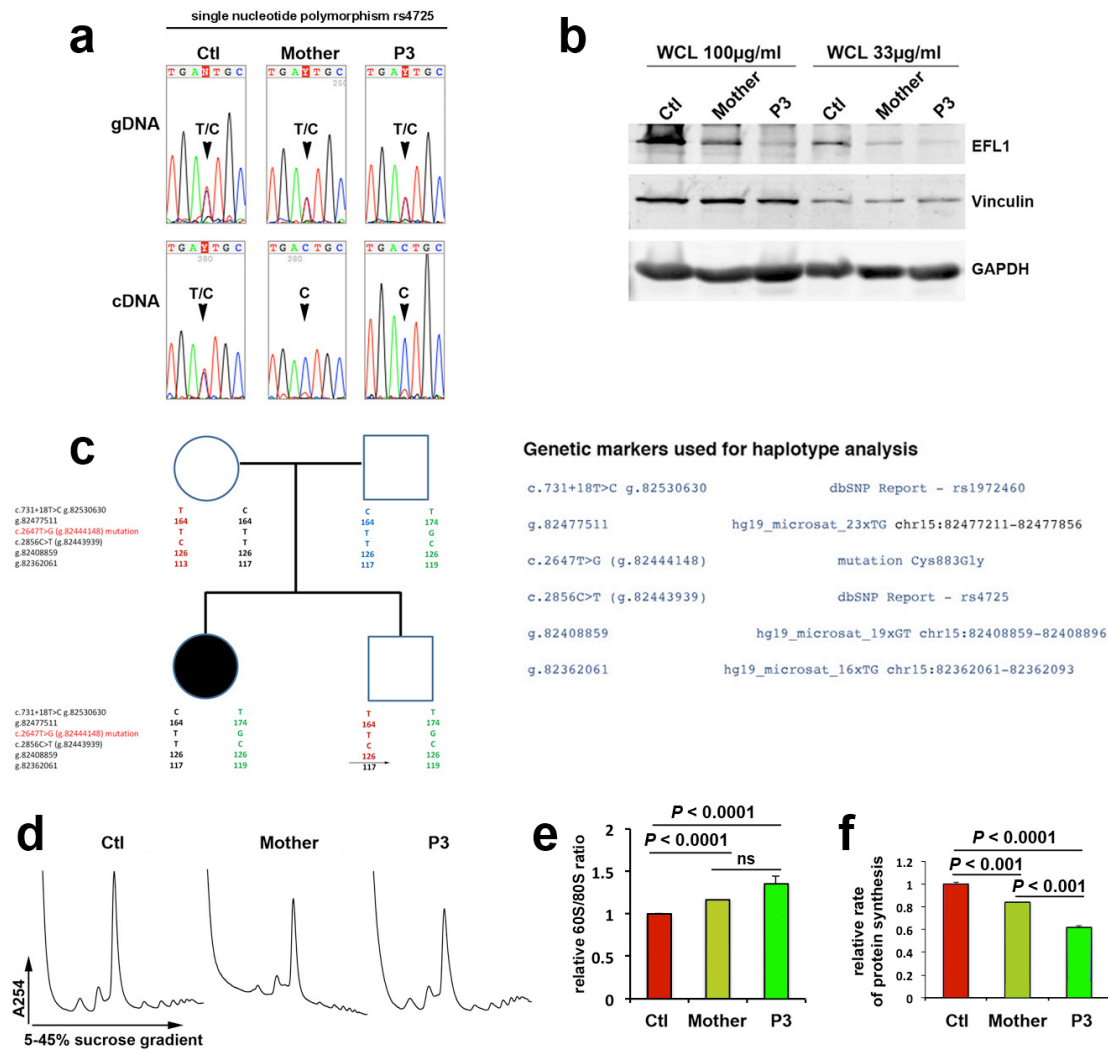 a
single nucleotide polymorphism rs4725
Ctl Mother P3
T G A N T G C
T G A Y T G C
T G A Y T G C
250
gDNA
T/C T/C T/C
T G A Y T G C
T G A C T G C
T G A C T G C
280 280
cDNA
T/C C C
b
WCL 100µg/ml WCL 33µg/ml
Ctl Mother P3 Ctl Mother P3
EFL1
Vinculin
GAPDH
c
c.731+18T>C g.82530630 T C C T
g.82477511 164 164 164 174
c.2647T>G (g.82444148) mutation T T T G
c.2856C>T (g.82443939) C T T C
g.82408859 126 126 126 126
g.82362061 113 117 117 119
c.731+18T>C g.82530630 C T T T
g.82477511 164 174 164 174
c.2647T>G (g.82444148) mutation T G T G
c.2856C>T (g.82443939) T C C C
g.82408859 126 126 126 126
g.82362061 117 119 117 119
Genetic markers used for haplotype analysis
c.731+18T>C g.82530630 dbSNP Report - rs1972460
g.82477511 hg19_microsat_23xTG chr15:82477211-82477856
c.2647T>G (g.82444148) mutation Cys883Gly
c.2856C>T (g.82443939) dbSNP Report - rs4725
g.82408859 hg19_microsat_19xGT chr15:82408859-82408896
g.82362061 hg19_microsat_16xTG chr15:82362061-82362093
d
Ctl Mother P3
A254
5-45% sucrose gradient
e
relative 60S/80S ratio
P < 0.0001
P < 0.0001
ns
2
1.5
1
0.5
0
Ctl Mother P3
f
relative rate
of protein synthesis
P < 0.0001
P < 0.001
P < 0.001
1.2
1
0.8
0.6
0.4
0.2
0
Ctl Mother P3